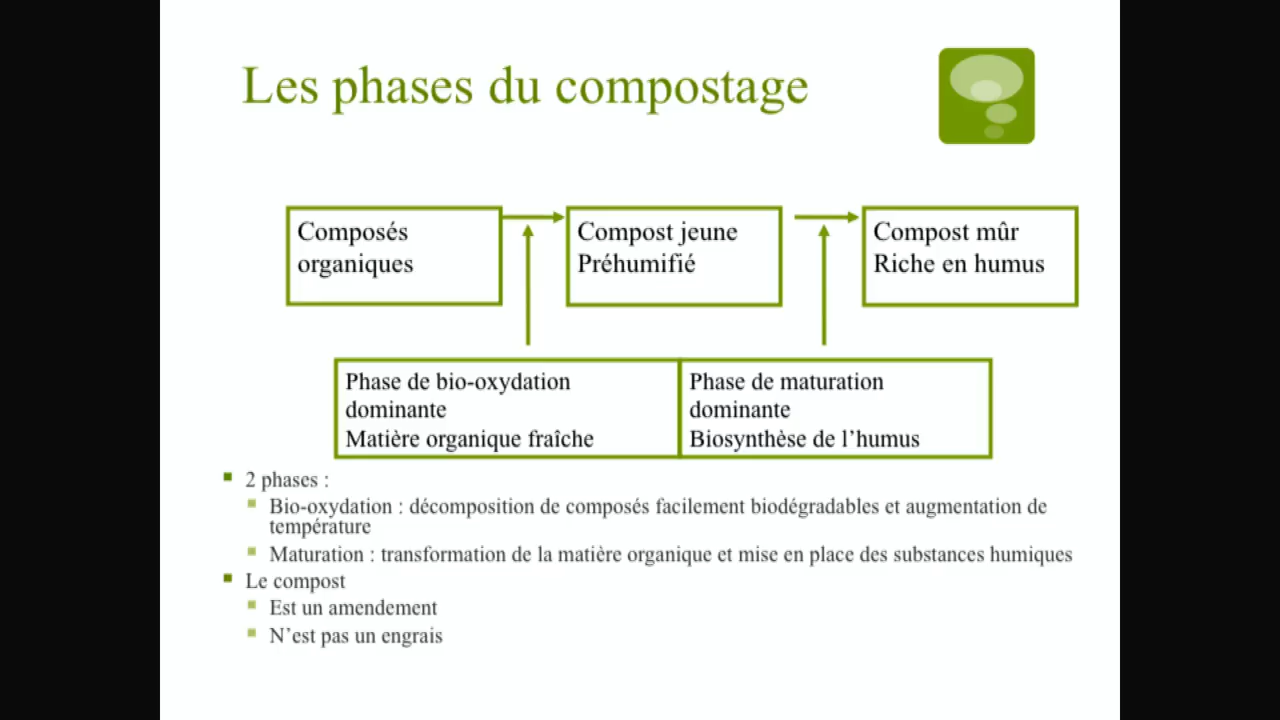 Les phases du compostage
Composés
organiques
Compost jeune
Préhumifié
Compost mûr
Riche en humus
Phase de bio-oxydation
dominante
Matière organique fraîche
Phase de maturation
dominante
Biosynthèse de l’humus
2 phases :
Bio-oxydation : décomposition de composés facilement biodégradables et augmentation de
température
Maturation : transformation de la matière organique et mise en place des substances humiques
Le compost
Est un amendement
N’est pas un engrais